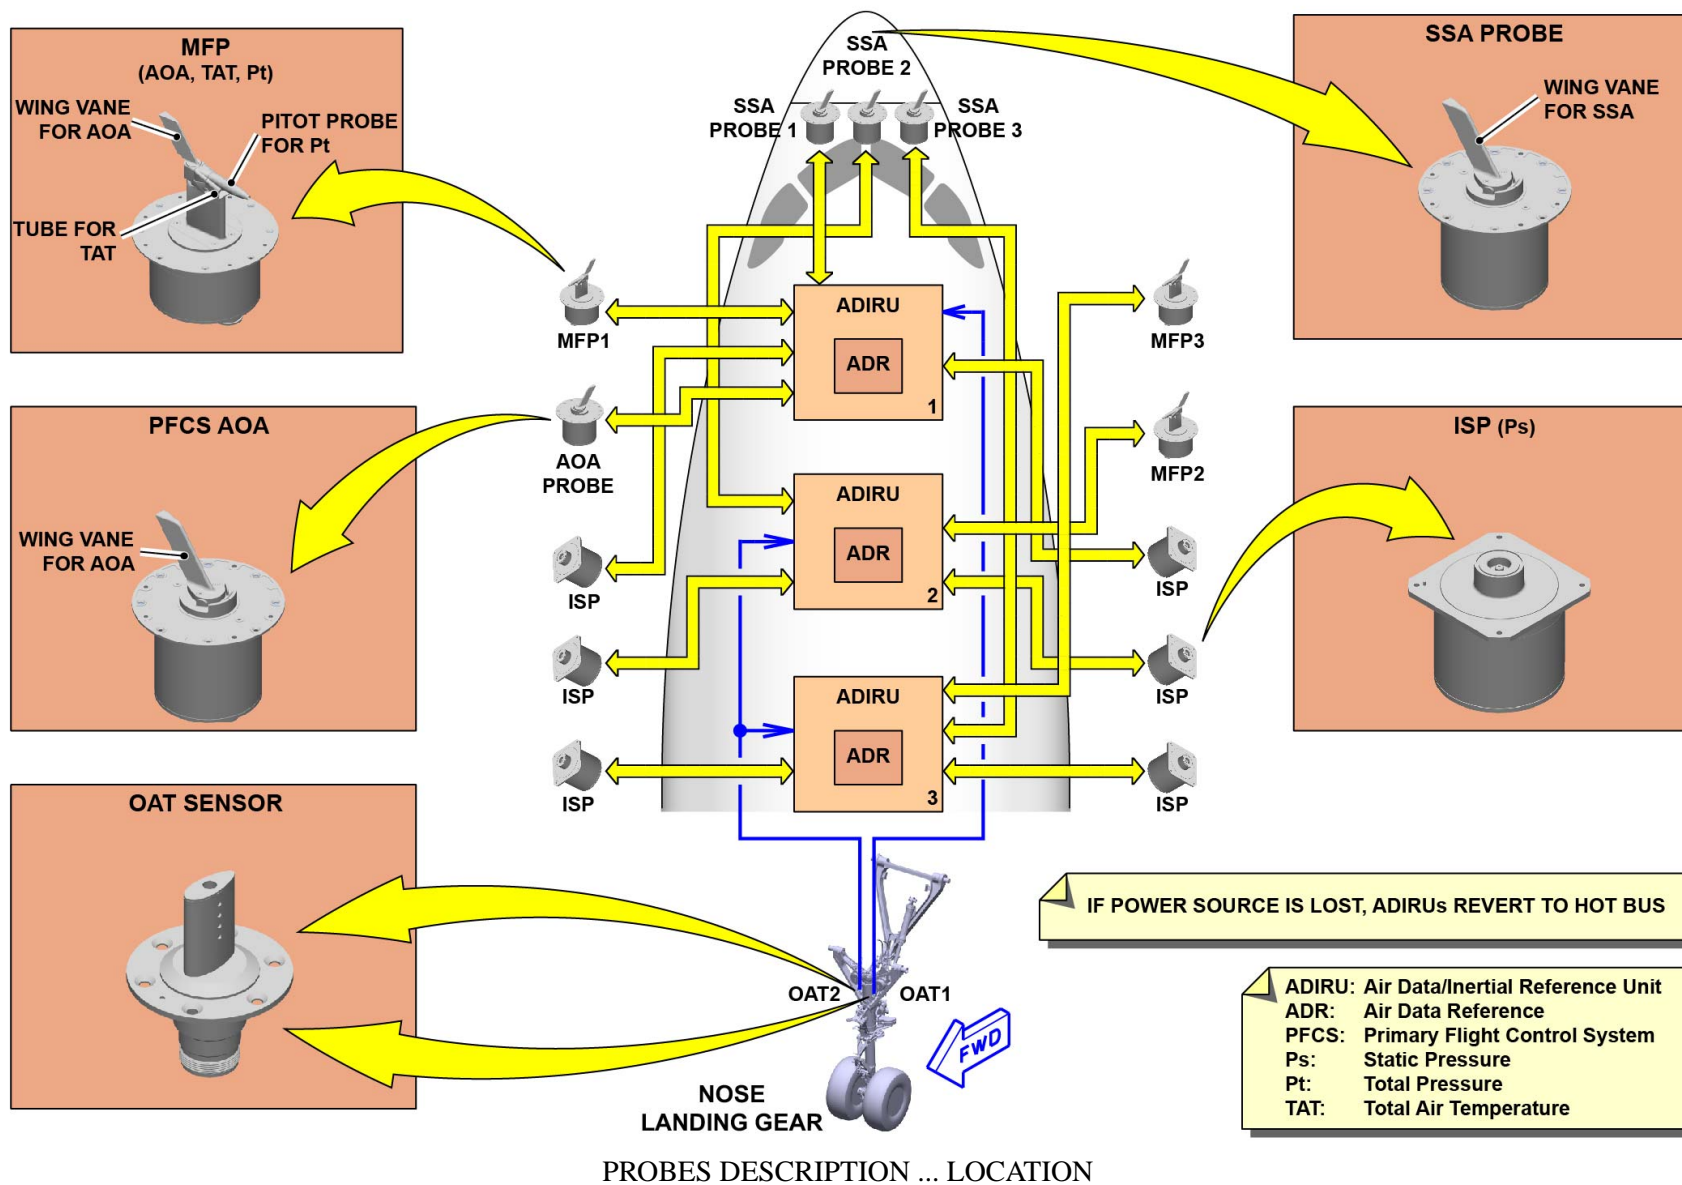 MFP
(AOA, TAT, Pt)
WING VANE
FOR AOA
PITOT PROBE
FOR Pt
TUBE FOR
TAT
SSA
PROBE 2
SSA
PROBE 1
SSA
PROBE 3
SSA PROBE
WING VANE
FOR SSA
MFP1
ADIRU
ADR
1
MFP3
PFCS AOA
WING VANE
FOR AOA
AOA
PROBE
MFP2
ISP (Ps)
ADIRU
ADR
2
ISP
ISP
ISP
ISP
ADIRU
ADR
3
ISP
ISP
OAT SENSOR
OAT2
OAT1
FWD
NOSE
LANDING GEAR
IF POWER SOURCE IS LOST, ADIRUs REVERT TO HOT BUS
ADIRU: Air Data/Inertial Reference Unit
ADR: Air Data Reference
PFCS: Primary Flight Control System
Ps: Static Pressure
Pt: Total Pressure
TAT: Total Air Temperature
PROBES DESCRIPTION ... LOCATION